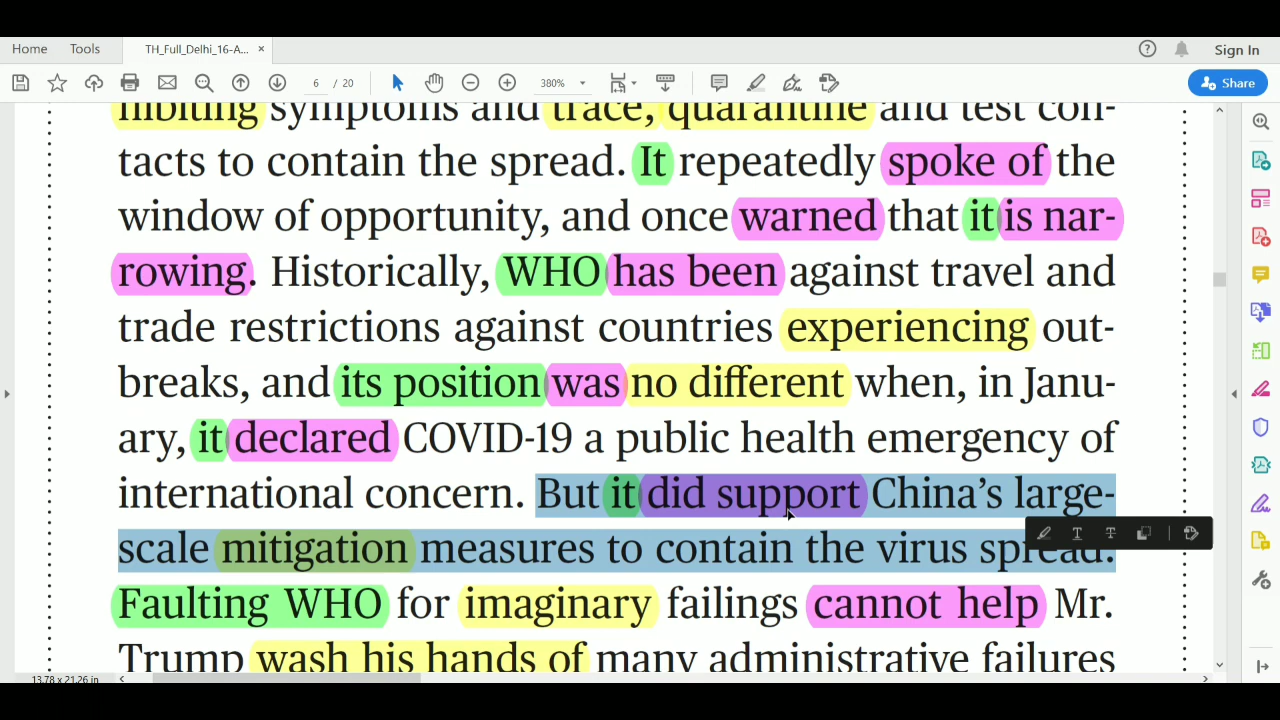 Home Tools TH_Full_Delhi_16-A... × Sign In
6 / 20 380% Share
hibiting symptoms and trace, quarantine and test con-
tacts to contain the spread. It repeatedly spoke of the
window of opportunity, and once warned that it is nar-
rowing. Historically, WHO has been against travel and
trade restrictions against countries experiencing out-
breaks, and its position was no different when, in Janu-
ary, it declared COVID-19 a public health emergency of
international concern. But it did support China's large-
scale mitigation measures to contain the virus spread.
Faulting WHO for imaginary failings cannot help Mr.
Trump wash his hands of many administrative failures
13.78 x 21.26 in